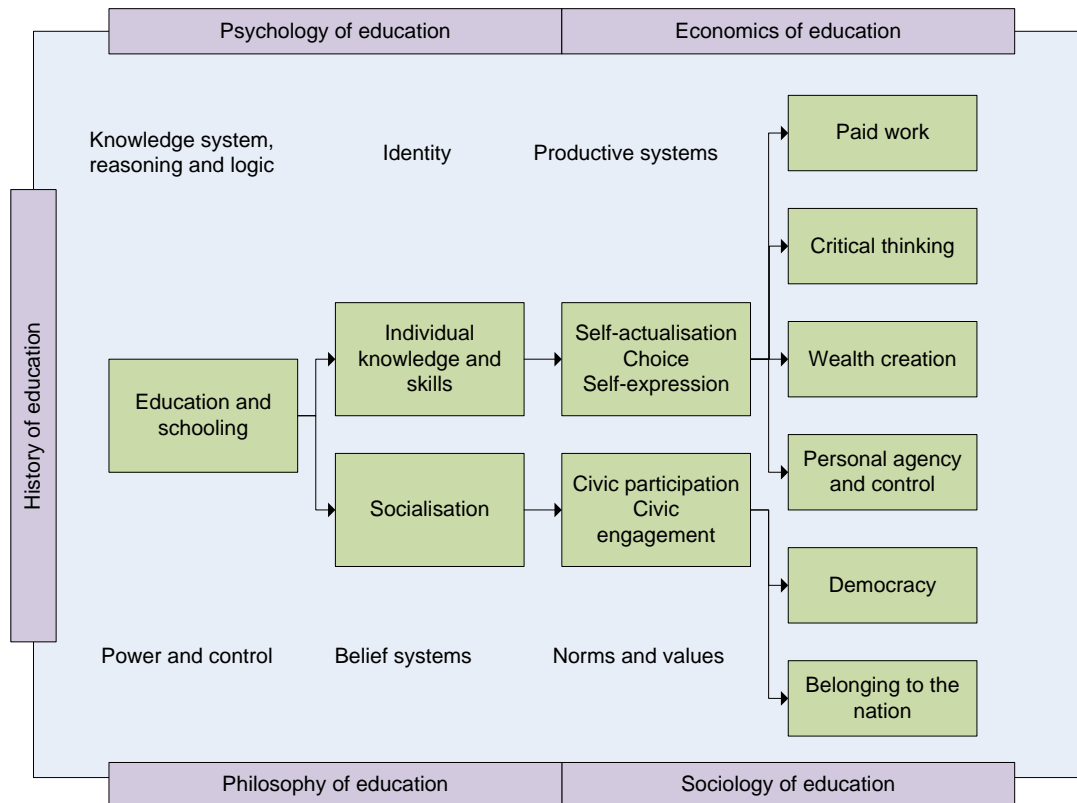 Psychology of education
Economics of education
Knowledge system,
reasoning and logic
Identity
Productive systems
Paid work
Critical thinking
History of education
Education and
schooling
Individual
knowledge and
skills
Self-actualisation
Choice
Self-expression
Wealth creation
Socialisation
Civic participation
Civic
engagement
Personal agency
and control
Democracy
Power and control
Belief systems
Norms and values
Belonging to the
nation
Philosophy of education
Sociology of education